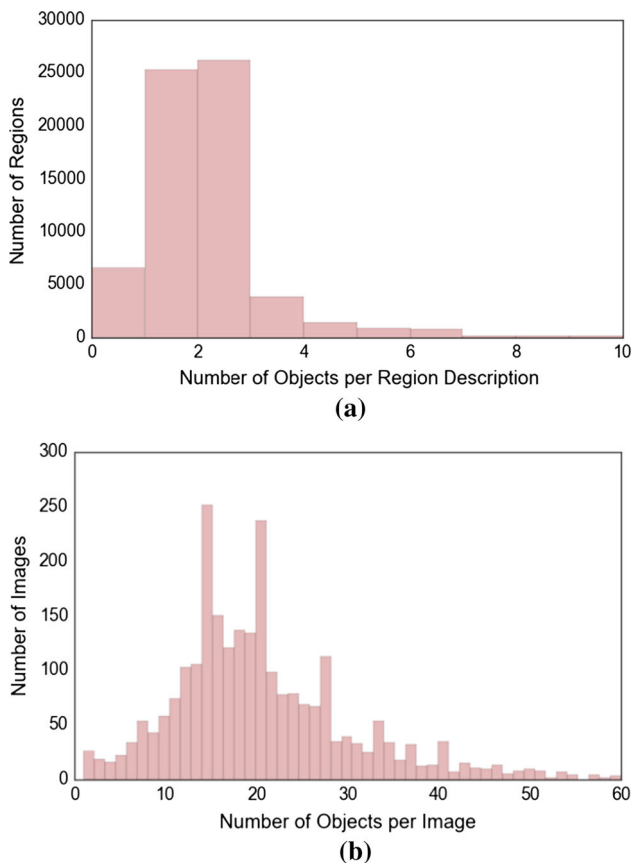 30000
25000
20000
15000
10000
5000
0
Number of Regions
0 2 4 6 8 10
Number of Objects per Region Description
(a)
300
250
200
150
100
50
0
Number of Images
0 10 20 30 40 50 60
Number of Objects per Image
(b)